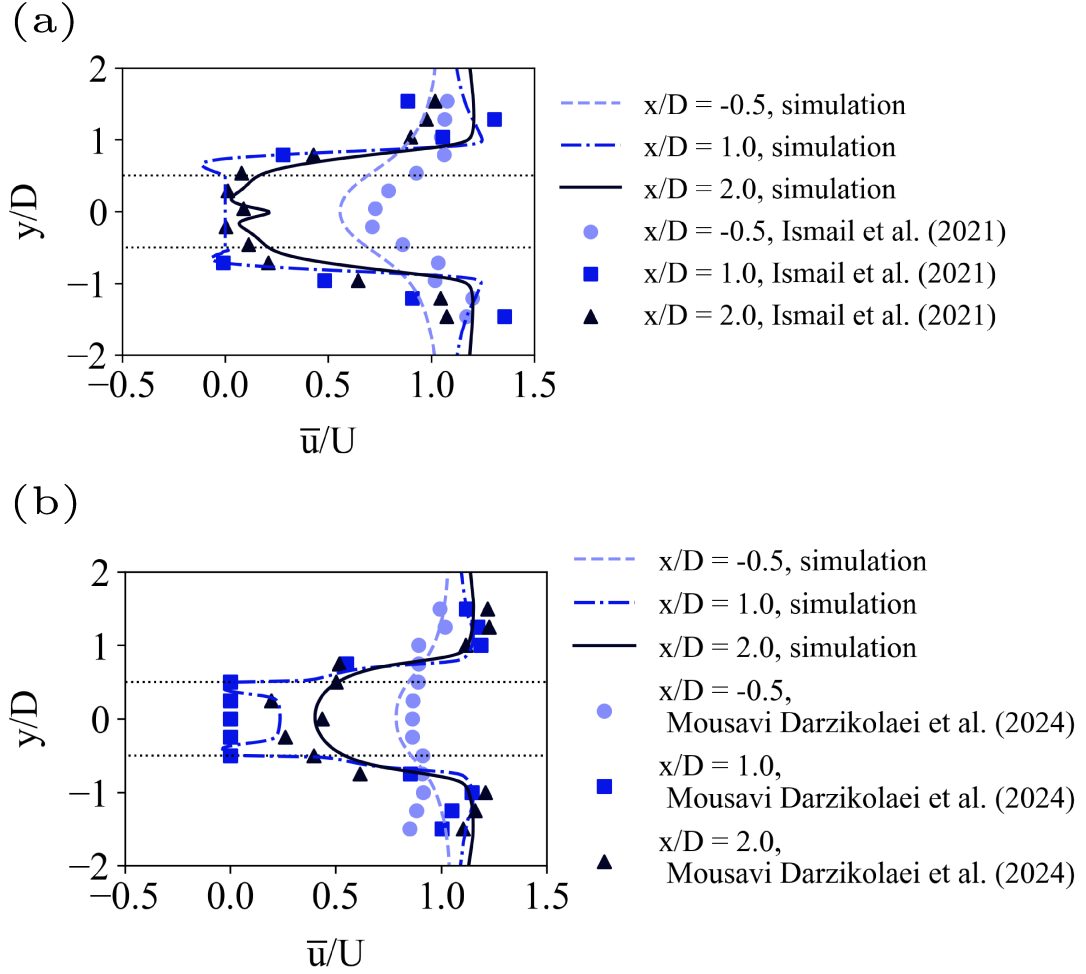 (a)
2
1
0
−1
−2
y/D
−0.5 0.0 0.5 1.0 1.5
u̅/U
x/D = -0.5, simulation
x/D = 1.0, simulation
x/D = 2.0, simulation
x/D = -0.5, Ismail et al. (2021)
x/D = 1.0, Ismail et al. (2021)
x/D = 2.0, Ismail et al. (2021)
(b)
2
1
0
−1
−2
y/D
−0.5 0.0 0.5 1.0 1.5
u̅/U
x/D = -0.5, simulation
x/D = 1.0, simulation
x/D = 2.0, simulation
x/D = -0.5,
Mousavi Darzikolaei et al. (2024)
x/D = 1.0,
Mousavi Darzikolaei et al. (2024)
x/D = 2.0,
Mousavi Darzikolaei et al. (2024)